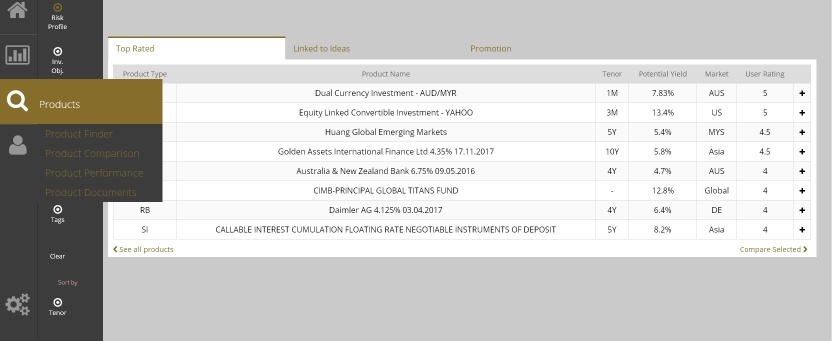 Risk
Profile
Inv.
Obj.
Products
Product Finder
Product Comparison
Product Performance
Product Documents
Tags
Clear
Sort by
Tenor
Top Rated Linked to Ideas Promotion
Product Type Product Name Tenor Potential Yield Market User Rating
Dual Currency Investment - AUD/MYR 1M 7.83% AUS 5 +
Equity Linked Convertible Investment - YAHOO 3M 13.4% US 5 +
Huang Global Emerging Markets 5Y 5.4% MYS 4.5 +
Golden Assets International Finance Ltd 4.35% 17.11.2017 10Y 5.8% Asia 4.5 +
Australia & New Zealand Bank 6.75% 09.05.2016 4Y 4.7% AUS 4 +
CIMB-PRINCIPAL GLOBAL TITANS FUND - 12.8% Global 4 +
RB Daimler AG 4.125% 03.04.2017 4Y 6.4% DE 4 +
SI CALLABLE INTEREST CUMULATION FLOATING RATE NEGOTIABLE INSTRUMENTS OF DEPOSIT 5Y 8.2% Asia 4 +
See all products Compare Selected